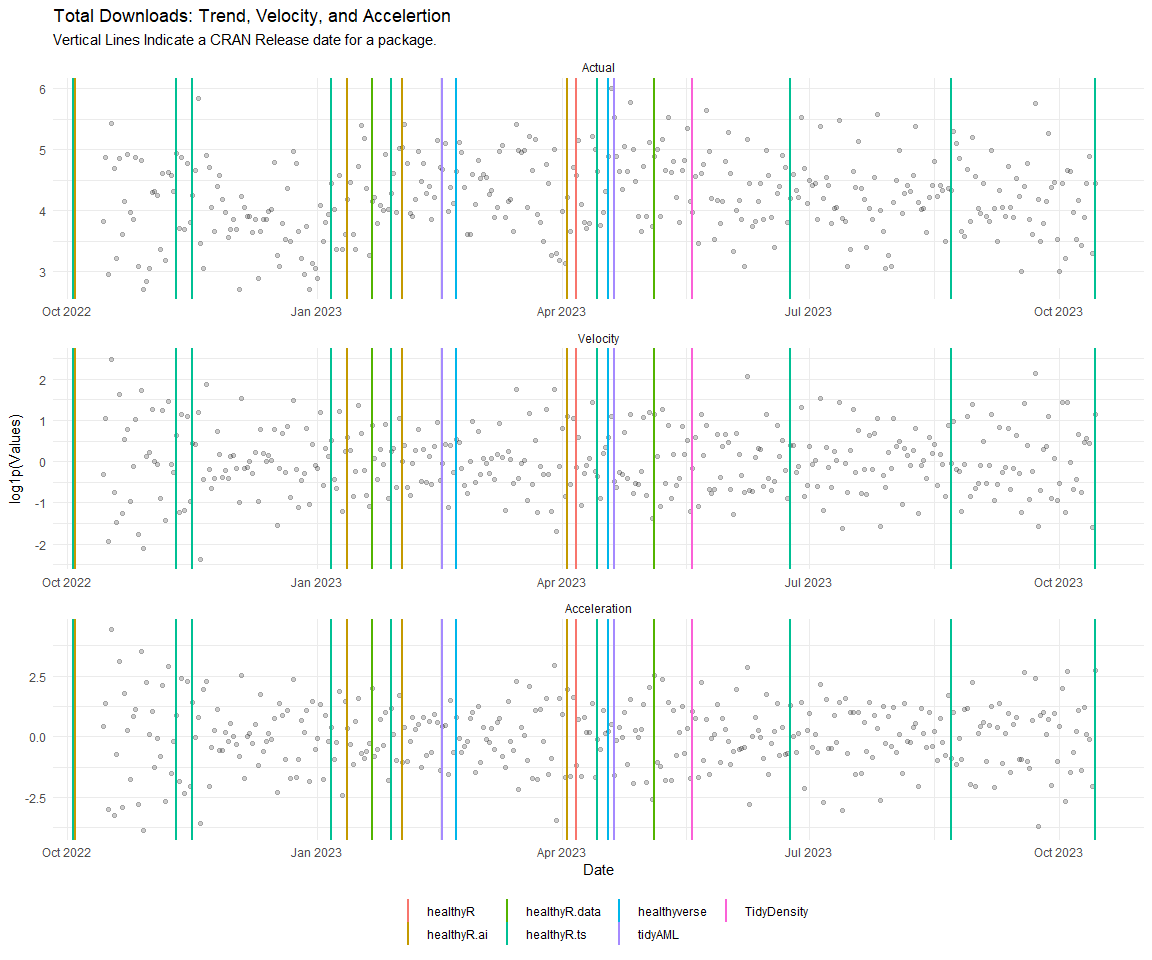 Total Downloads: Trend, Velocity, and Accelertion
Vertical Lines Indicate a CRAN Release date for a package.
Actual
6
5
4
3
Oct 2022
Jan 2023
Apr 2023
Jul 2023
Oct 2023
Velocity
2
1
0
-1
-2
Oct 2022
Jan 2023
Apr 2023
Jul 2023
Oct 2023
log1p(Values)
Acceleration
2.5
0.0
-2.5
Oct 2022
Jan 2023
Apr 2023
Jul 2023
Oct 2023
Date
healthyR
healthyR.data
healthyverse
TidyDensity
healthyR.ai
healthyR.ts
tidyAML